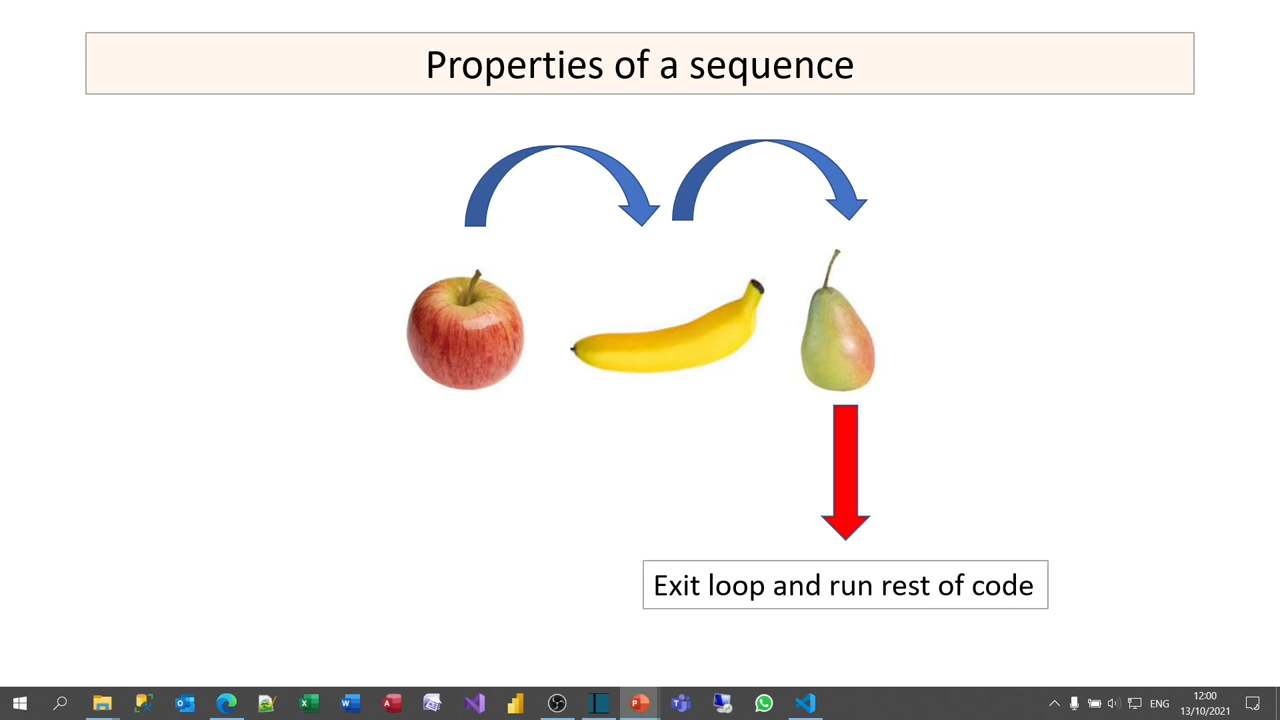 Properties of a sequence
Exit loop and run rest of code
ENG
12:00
13/10/2021